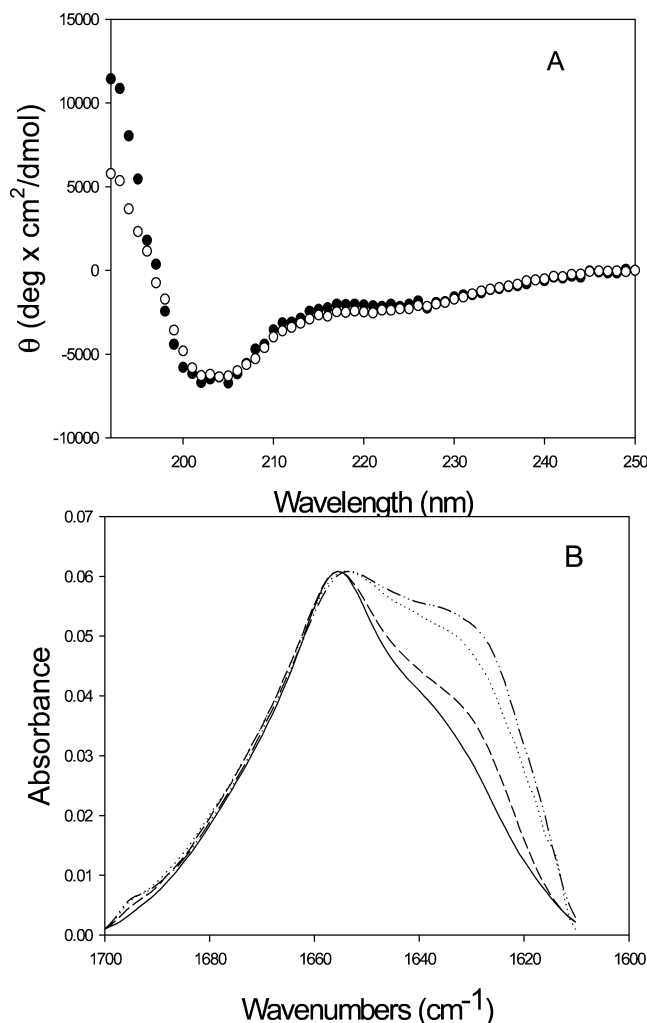 15000
A
10000
5000
0
-5000
-10000
θ (deg x cm²/dmol)
200 210 220 230 240 250
Wavelength (nm)
0.07
B
0.06
0.05
0.04
0.03
0.02
0.01
0.00
Absorbance
1700 1680 1660 1640 1620 1600
Wavenumbers (cm⁻¹)